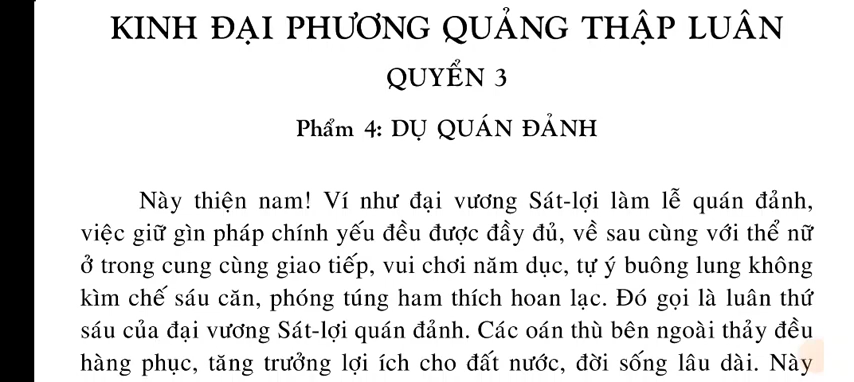 KINH ĐẠI PHƯƠNG QUẢNG THẬP LUÂN
QUYỂN 3
Phẩm 4: DỤ QUÁN ĐẢNH
Này thiện nam! Ví như đại vương Sát-lợi làm lễ quán đảnh,
việc giữ gìn pháp chính yếu đều được đầy đủ, về sau cùng với thể nữ
ở trong cung cùng giao tiếp, vui chơi năm dục, tự ý buông lung không
kìm chế sáu căn, phóng túng ham thích hoan lạc. Đó gọi là luân thứ
sáu của đại vương Sát-lợi quán đảnh. Các oán thù bên ngoài thảy đều
hàng phục, tăng trưởng lợi ích cho đất nước, đời sống lâu dài. Này